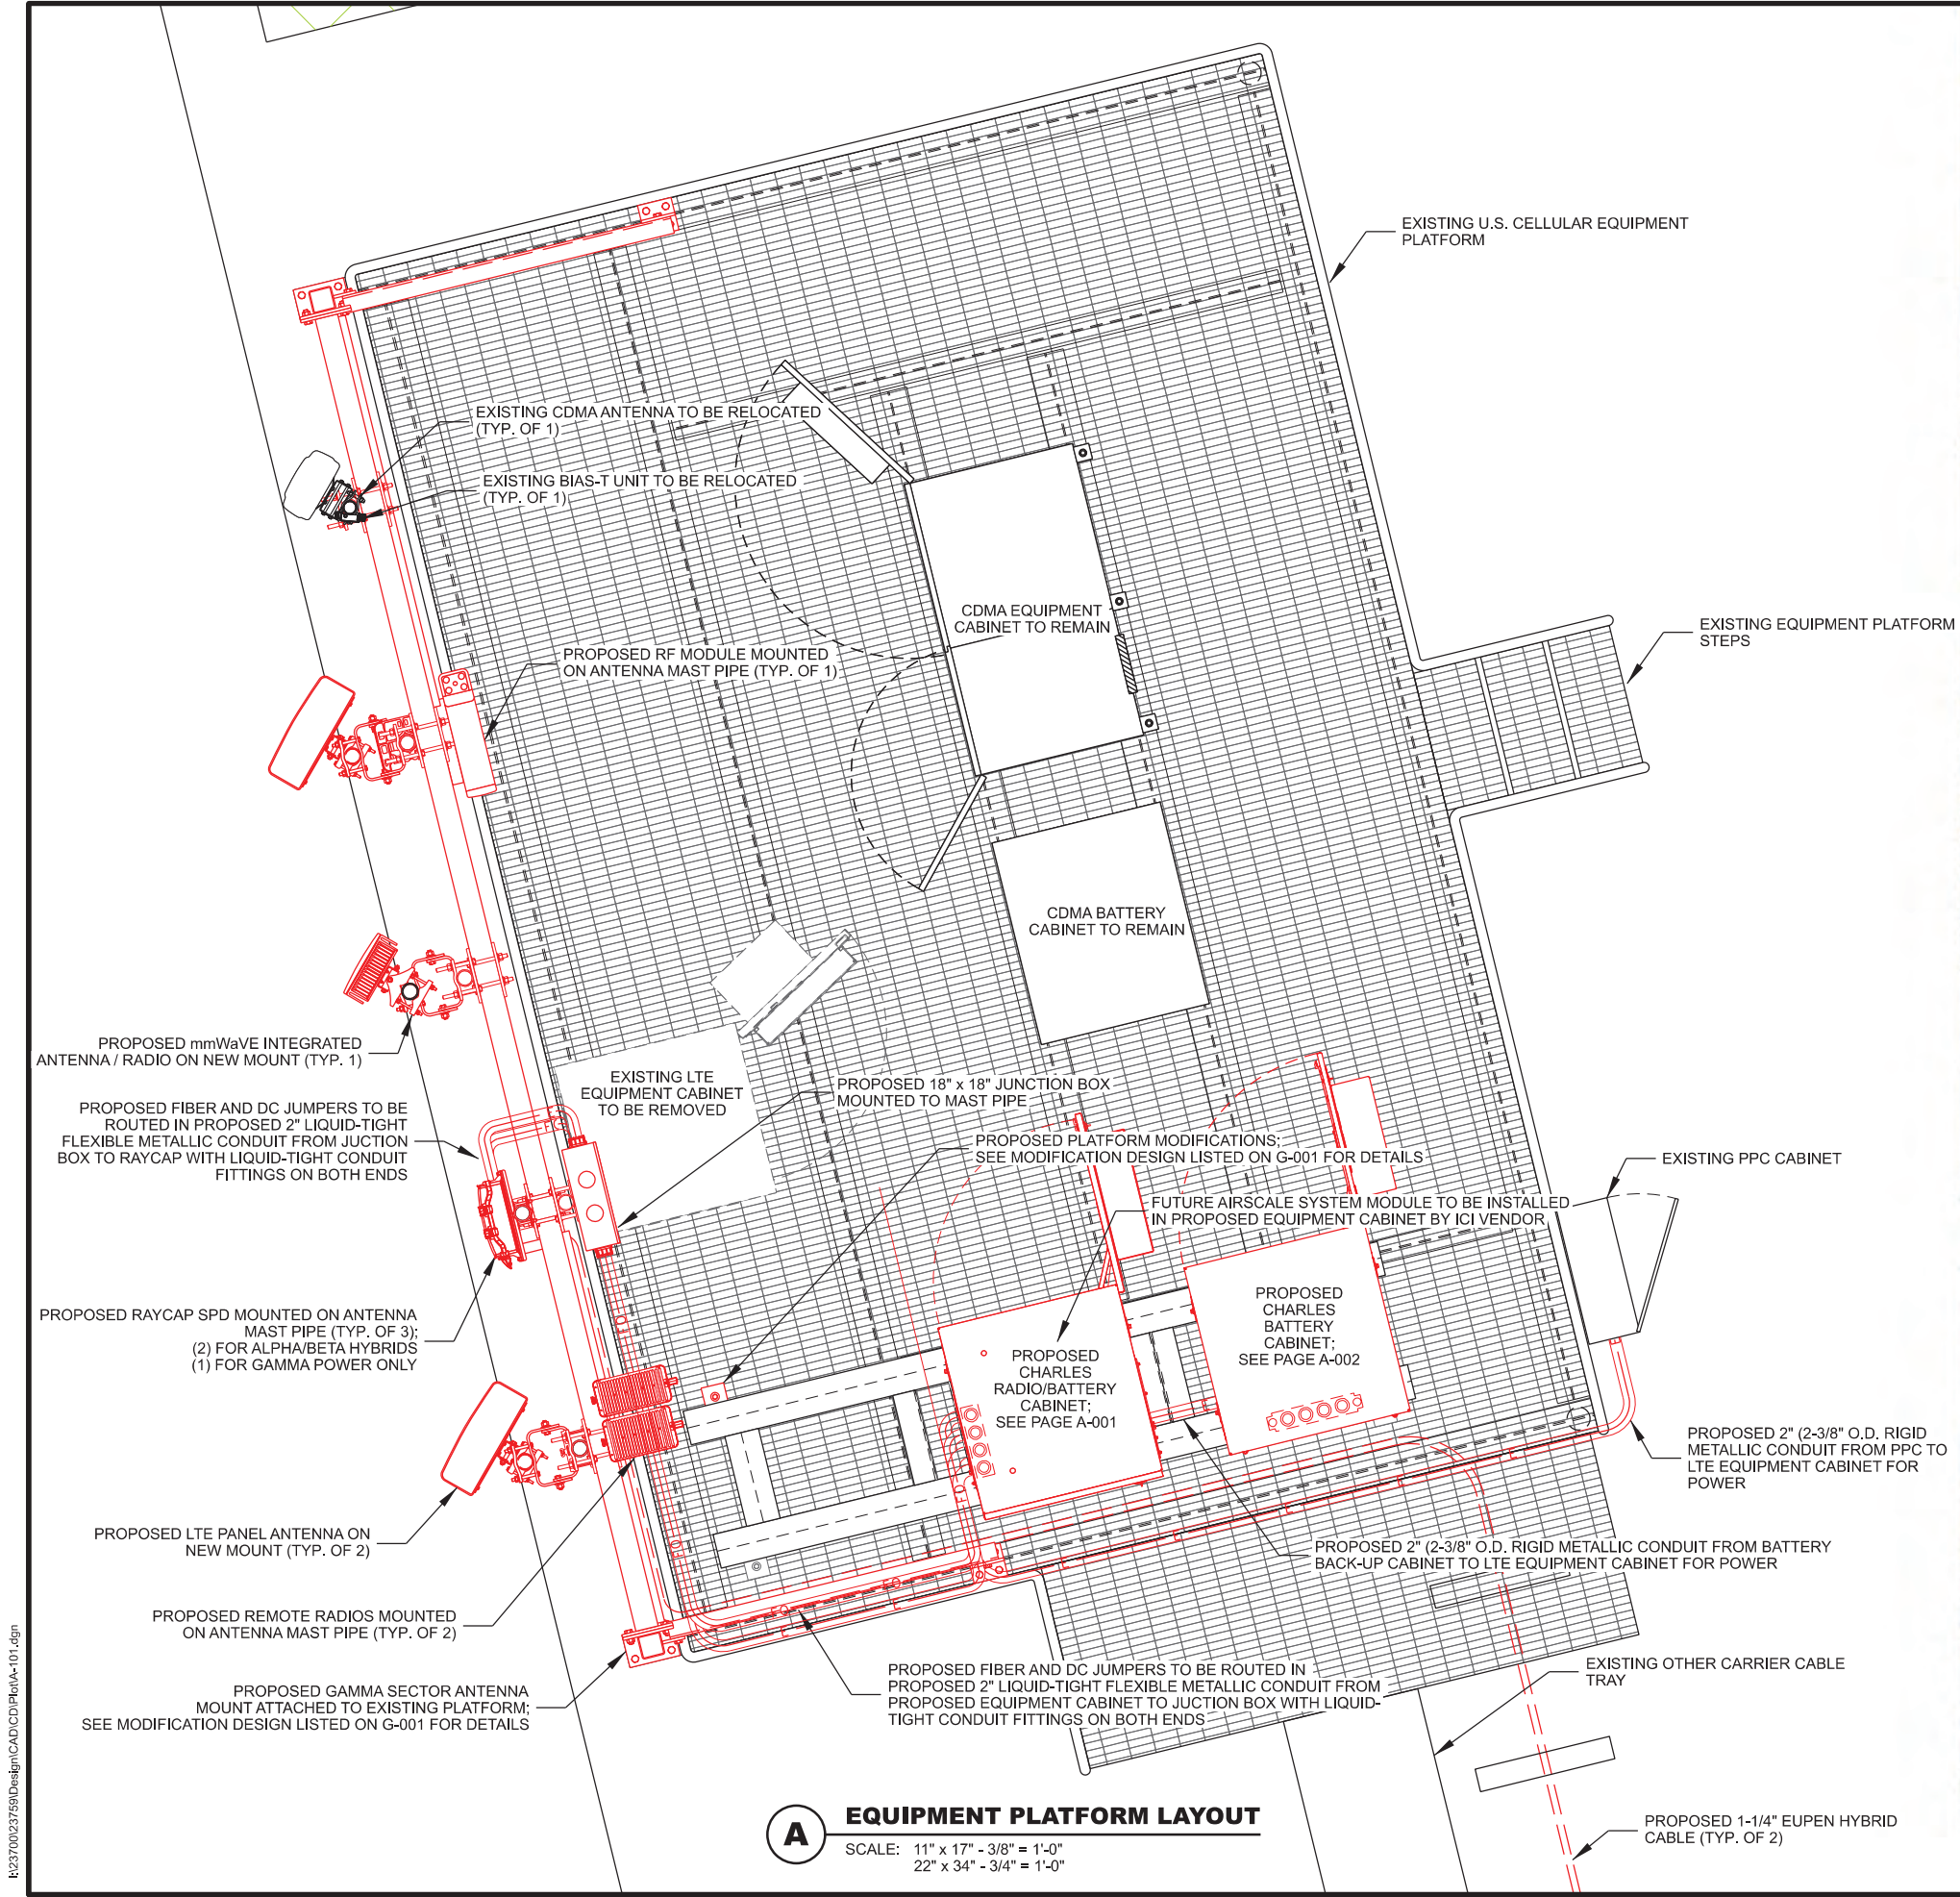 EXISTING U.S. CELLULAR EQUIPMENT
PLATFORM
EXISTING CDMA ANTENNA TO BE RELOCATED
(TYP. OF 1)
EXISTING BIAS-T UNIT TO BE RELOCATED
(TYP. OF 1)
CDMA EQUIPMENT
CABINET TO REMAIN
EXISTING EQUIPMENT PLATFORM
STEPS
PROPOSED RF MODULE MOUNTED
ON ANTENNA MAST PIPE (TYP. OF 1)
CDMA BATTERY
CABINET TO REMAIN
PROPOSED mmWaVE INTEGRATED
ANTENNA / RADIO ON NEW MOUNT (TYP. 1)
EXISTING LTE
EQUIPMENT CABINET
TO BE REMOVED
PROPOSED 18" x 18" JUNCTION BOX
MOUNTED TO MAST PIPE
PROPOSED FIBER AND DC JUMPERS TO BE
ROUTED IN PROPOSED 2" LIQUID-TIGHT
FLEXIBLE METALLIC CONDUIT FROM JUCTION
BOX TO RAYCAP WITH LIQUID-TIGHT CONDUIT
FITTINGS ON BOTH ENDS
PROPOSED PLATFORM MODIFICATIONS;
SEE MODIFICATION DESIGN LISTED ON G-001 FOR DETAILS
EXISTING PPC CABINET
FUTURE AIRSCALE SYSTEM MODULE TO BE INSTALLED
IN PROPOSED EQUIPMENT CABINET BY ICI VENDOR
PROPOSED RAYCAP SPD MOUNTED ON ANTENNA
MAST PIPE (TYP. OF 3);
(2) FOR ALPHA/BETA HYBRIDS
(1) FOR GAMMA POWER ONLY
PROPOSED
CHARLES
BATTERY
CABINET;
SEE PAGE A-002
PROPOSED
CHARLES
RADIO/BATTERY
CABINET;
SEE PAGE A-001
PROPOSED 2" (2-3/8" O.D. RIGID
METALLIC CONDUIT FROM PPC TO
LTE EQUIPMENT CABINET FOR
POWER
PROPOSED LTE PANEL ANTENNA ON
NEW MOUNT (TYP. OF 2)
PROPOSED 2" (2-3/8" O.D. RIGID METALLIC CONDUIT FROM BATTERY
BACK-UP CABINET TO LTE EQUIPMENT CABINET FOR POWER
PROPOSED REMOTE RADIOS MOUNTED
ON ANTENNA MAST PIPE (TYP. OF 2)
PROPOSED GAMMA SECTOR ANTENNA
MOUNT ATTACHED TO EXISTING PLATFORM;
SEE MODIFICATION DESIGN LISTED ON G-001 FOR DETAILS
PROPOSED FIBER AND DC JUMPERS TO BE ROUTED IN
PROPOSED 2" LIQUID-TIGHT FLEXIBLE METALLIC CONDUIT FROM
PROPOSED EQUIPMENT CABINET TO JUCTION BOX WITH LIQUID-
TIGHT CONDUIT FITTINGS ON BOTH ENDS
EXISTING OTHER CARRIER CABLE
TRAY
PROPOSED 1-1/4" EUPEN HYBRID
CABLE (TYP. OF 2)
A
EQUIPMENT PLATFORM LAYOUT
SCALE: 11" x 17" - 3/8" = 1'-0"
22" x 34" - 3/4" = 1'-0"
I:\23700\23759\Design\CAD\CD\Plot\A-101.dgn